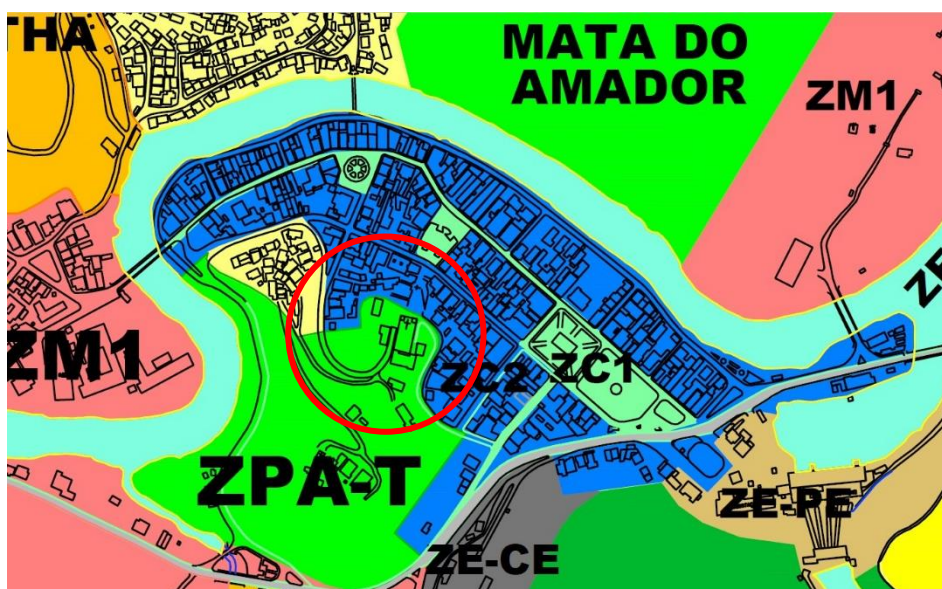 THA
MATA DO
AMADOR
ZM1
ZM1
ZC2
ZC1
ZPA-T
ZE-PE
ZE-CE